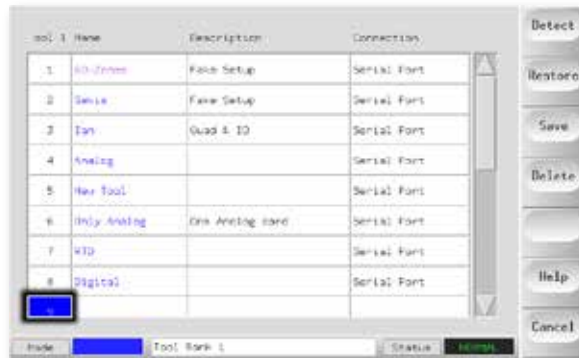 Tool # Name Description Connection
1 Fake Setup Serial Port
2 Fake Setup Serial Port
3 Ian Quad & IO Serial Port
4 Analog Serial Port
5 New Tool Serial Port
6 Only Analog One Analog card Serial Port
7 RTD Serial Port
8 Digital Serial Port
9
Mode Tool Bank 1 Status NORMAL
Detect
Restore
Save
Delete
Help
Cancel